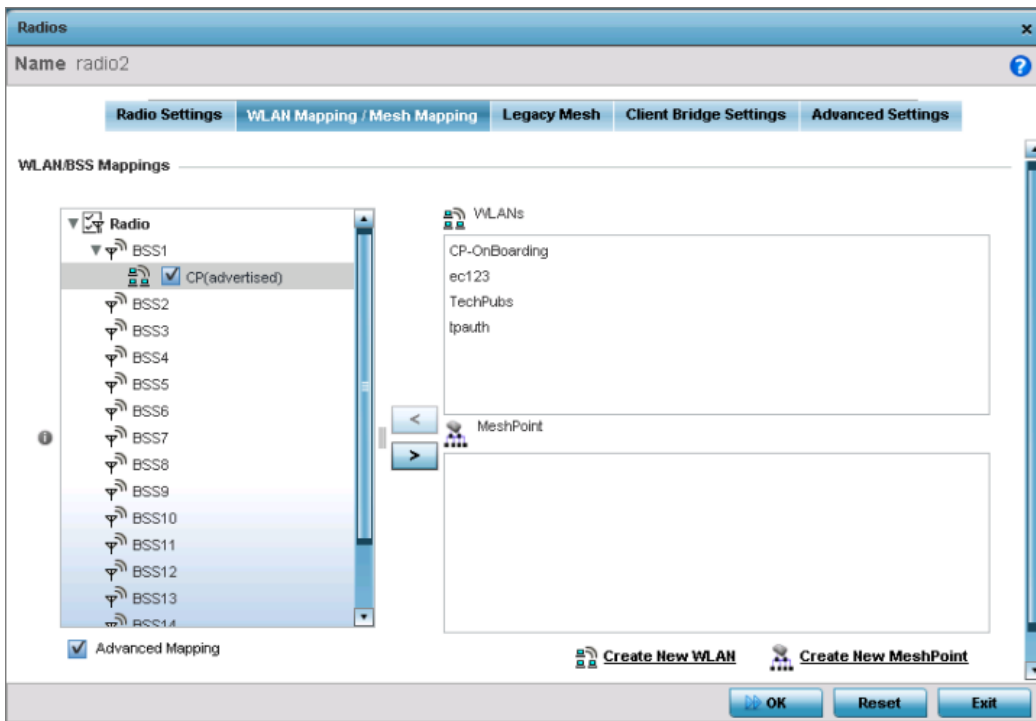 Radios
Name radio2
Radio Settings
WLAN Mapping / Mesh Mapping
Legacy Mesh
Client Bridge Settings
Advanced Settings
WLAN/BSS Mappings
Radio
BSS1
CP(advertised)
BSS2
BSS3
BSS4
BSS5
BSS6
BSS7
BSS8
BSS9
BSS10
BSS11
BSS12
BSS13
BSS14
Advanced Mapping
<
>
WLANs
CP-OnBoarding
ec123
TechPubs
tpauth
MeshPoint
Create New WLAN
Create New MeshPoint
OK
Reset
Exit